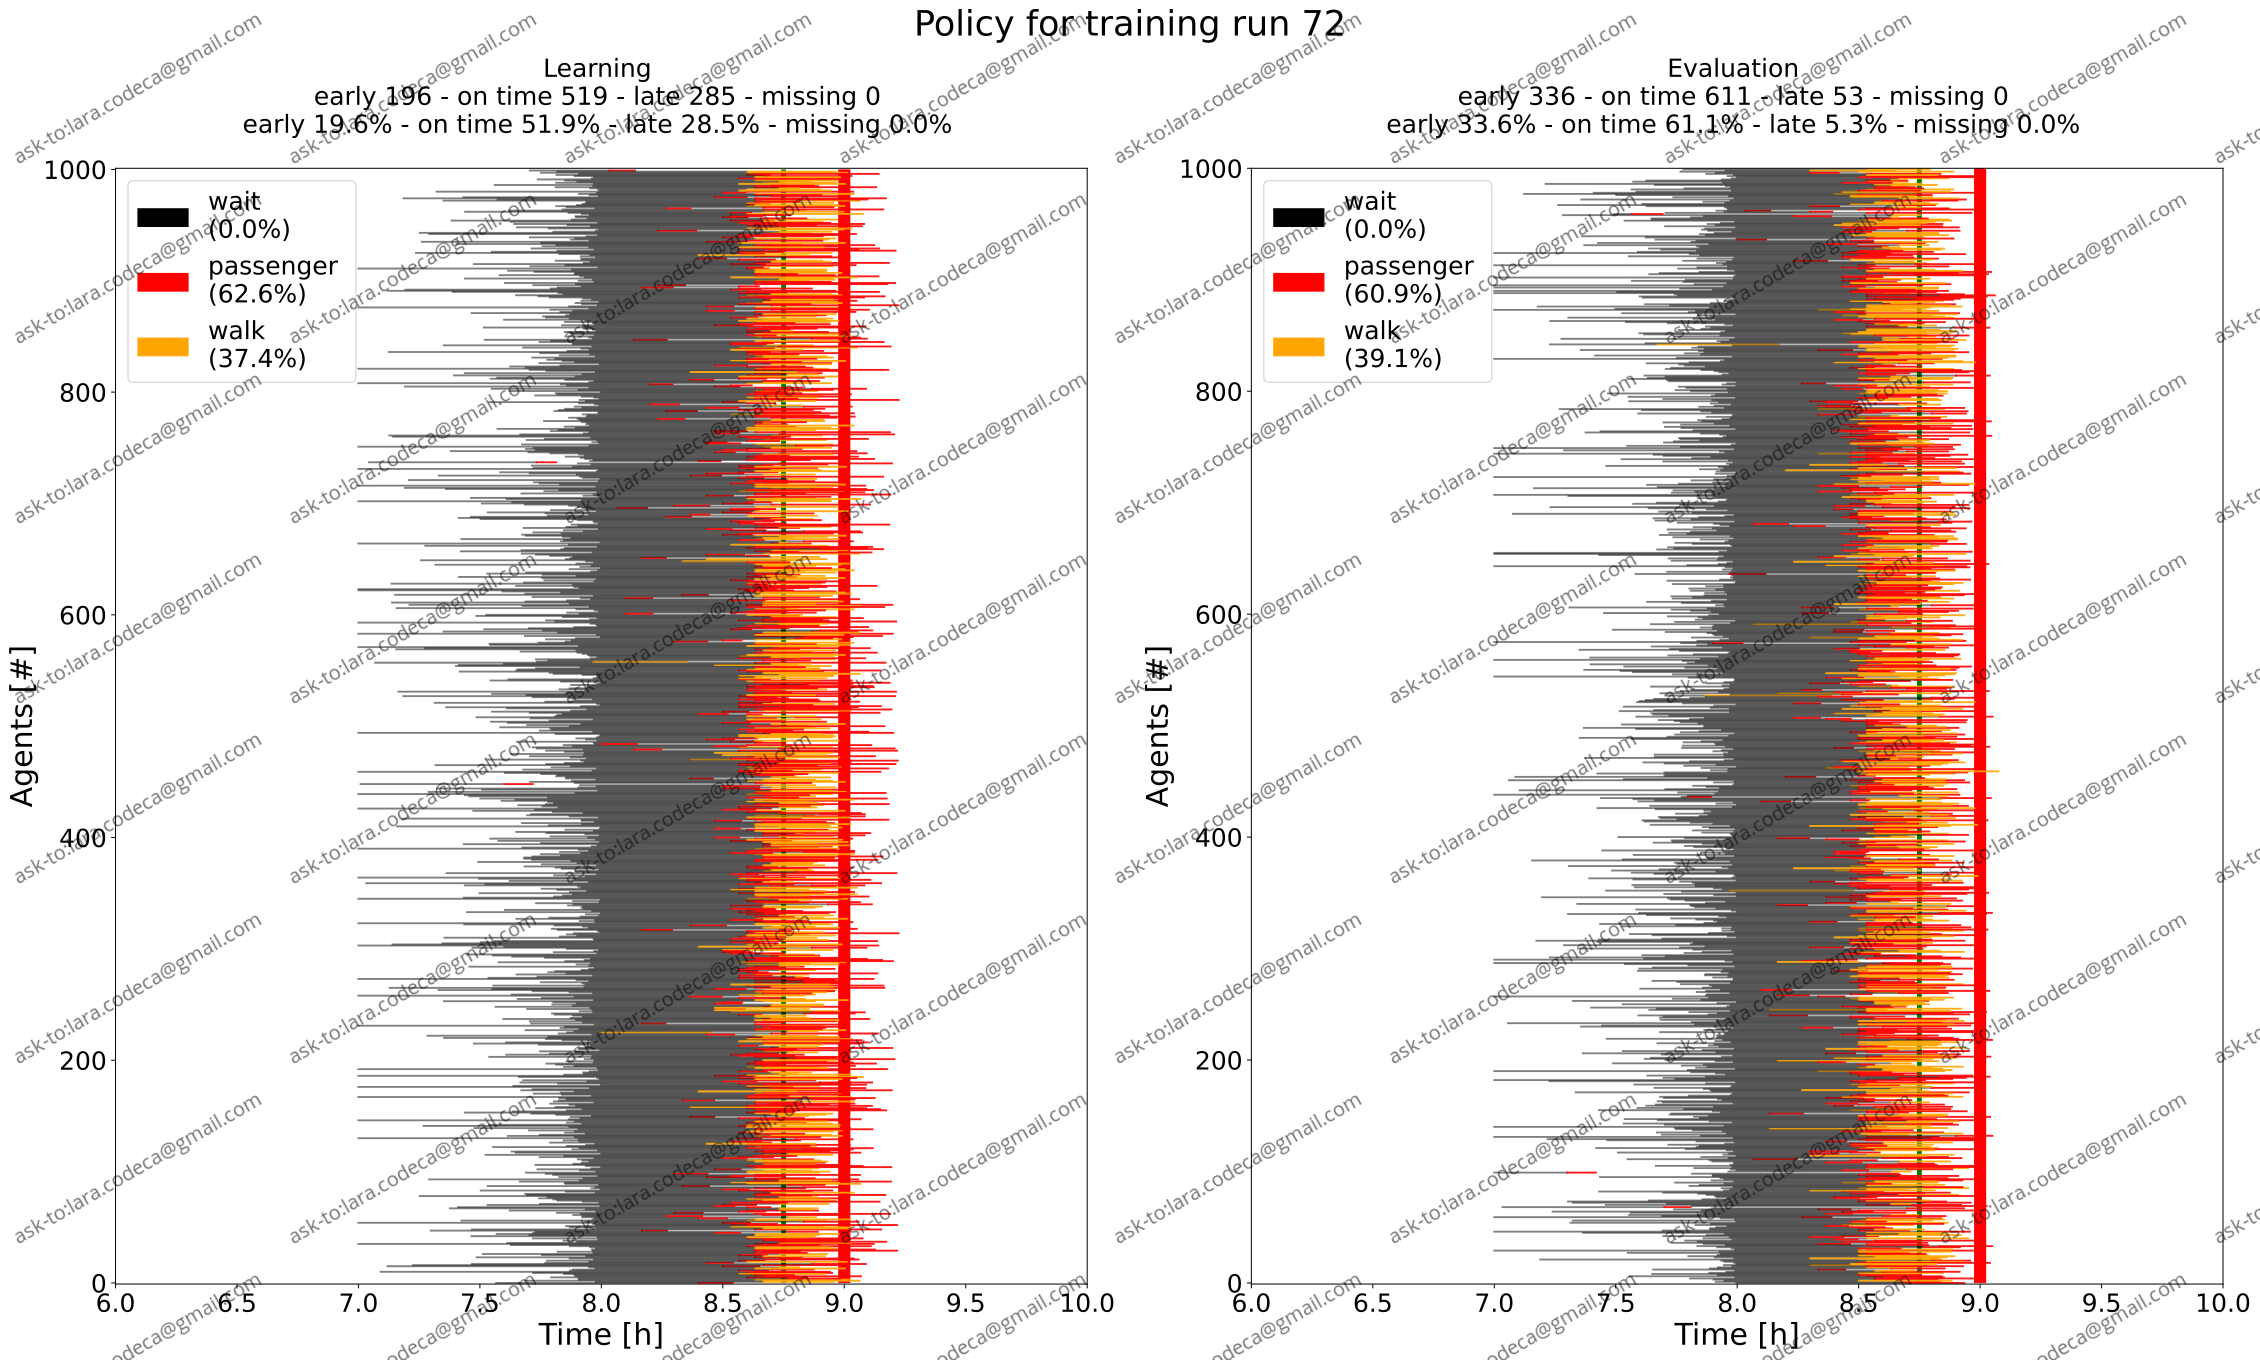 Policy for training run 72
Learning
early 196 - on time 519 - late 285 - missing 0
early 19.6% - on time 51.9% - late 28.5% - missing 0.0%
wait
(0.0%)
passenger
(62.6%)
walk
(37.4%)
1000
800
600
400
200
0
Agents [#]
6.0 6.5 7.0 7.5 8.0 8.5 9.0 9.5 10.0
Time [h]
Evaluation
early 336 - on time 611 - late 53 - missing 0
early 33.6% - on time 61.1% - late 5.3% - missing 0.0%
wait
(0.0%)
passenger
(60.9%)
walk
(39.1%)
1000
800
600
400
200
0
Agents [#]
6.0 6.5 7.0 7.5 8.0 8.5 9.0 9.5 10.0
Time [h]
ask-to:lara.codeca@gmail.com